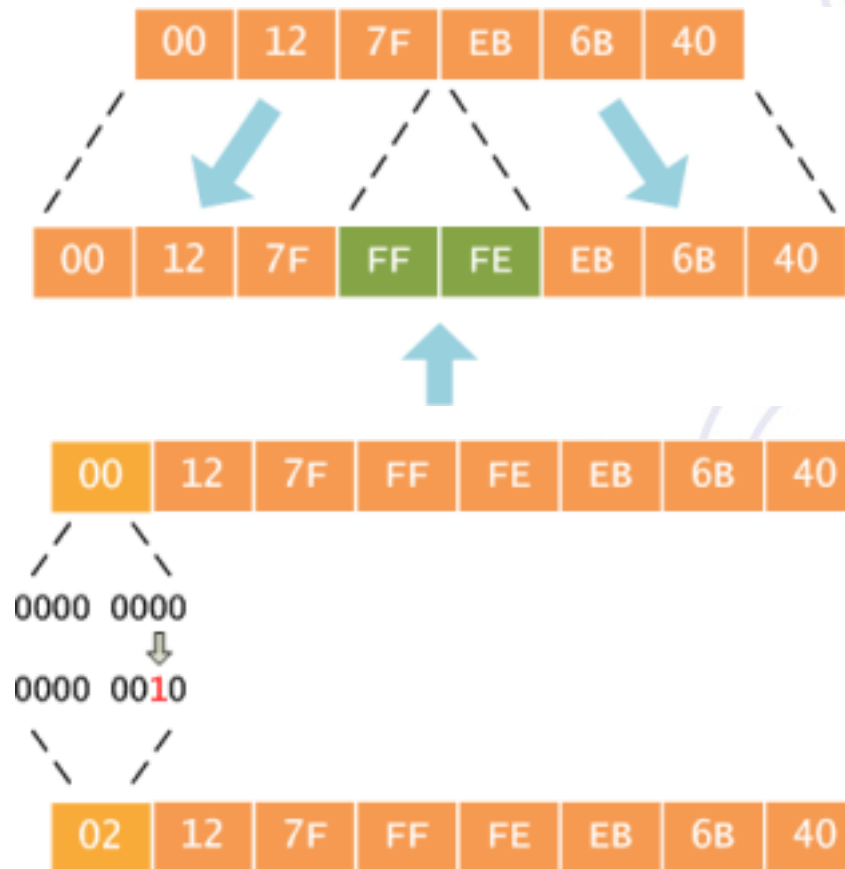 00 12 7F EB 6B 40
00 12 7F FF FE EB 6B 40
00 12 7F FF FE EB 6B 40
0000 0000
0000 0010
02 12 7F FF FE EB 6B 40